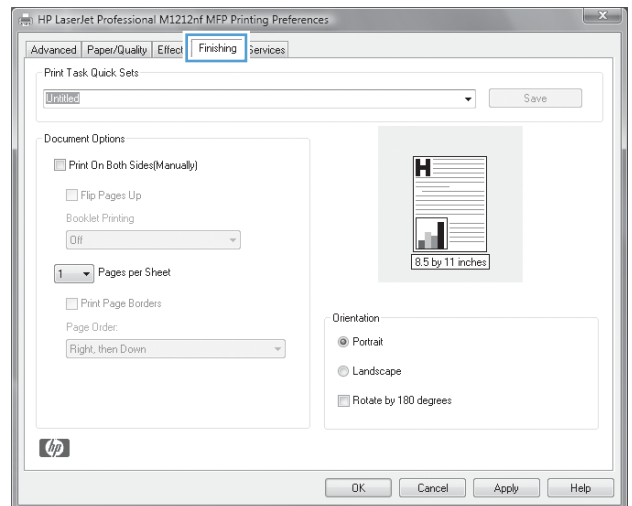 HP LaserJet Professional M1212nf MFP Printing Preferences
Advanced Paper/Quality Effect Finishing Services
Print Task Quick Sets
Untitled Save
Document Options
Print On Both Sides(Manually)
Flip Pages Up
Booklet Printing
Off
1 Pages per Sheet
Print Page Borders
Page Order:
Right, then Down
H
8.5 by 11 inches
Orientation
Portrait
Landscape
Rotate by 180 degrees
hp
OK Cancel Apply Help